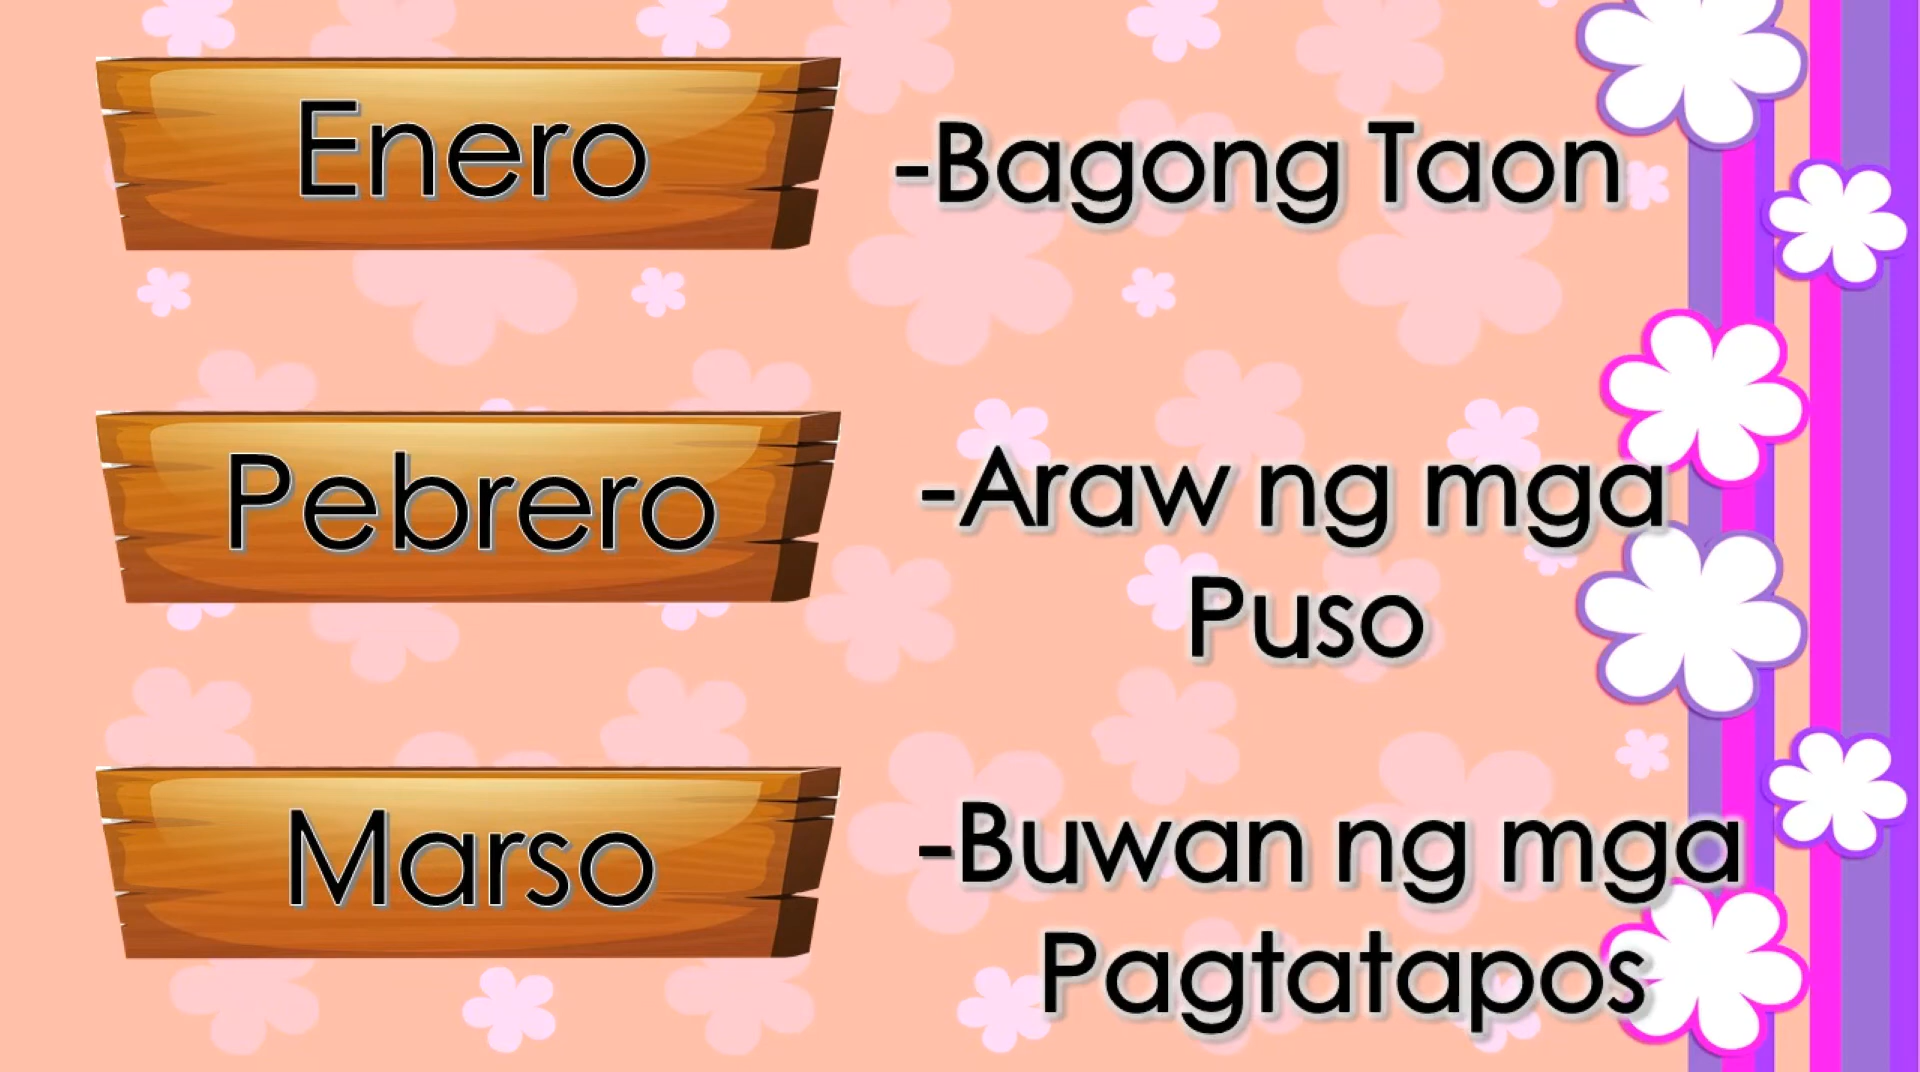 Enero
-Bagong Taon
Pebrero
-Araw ng mga
Puso
Marso
-Buwan ng mga
Pagtatapos